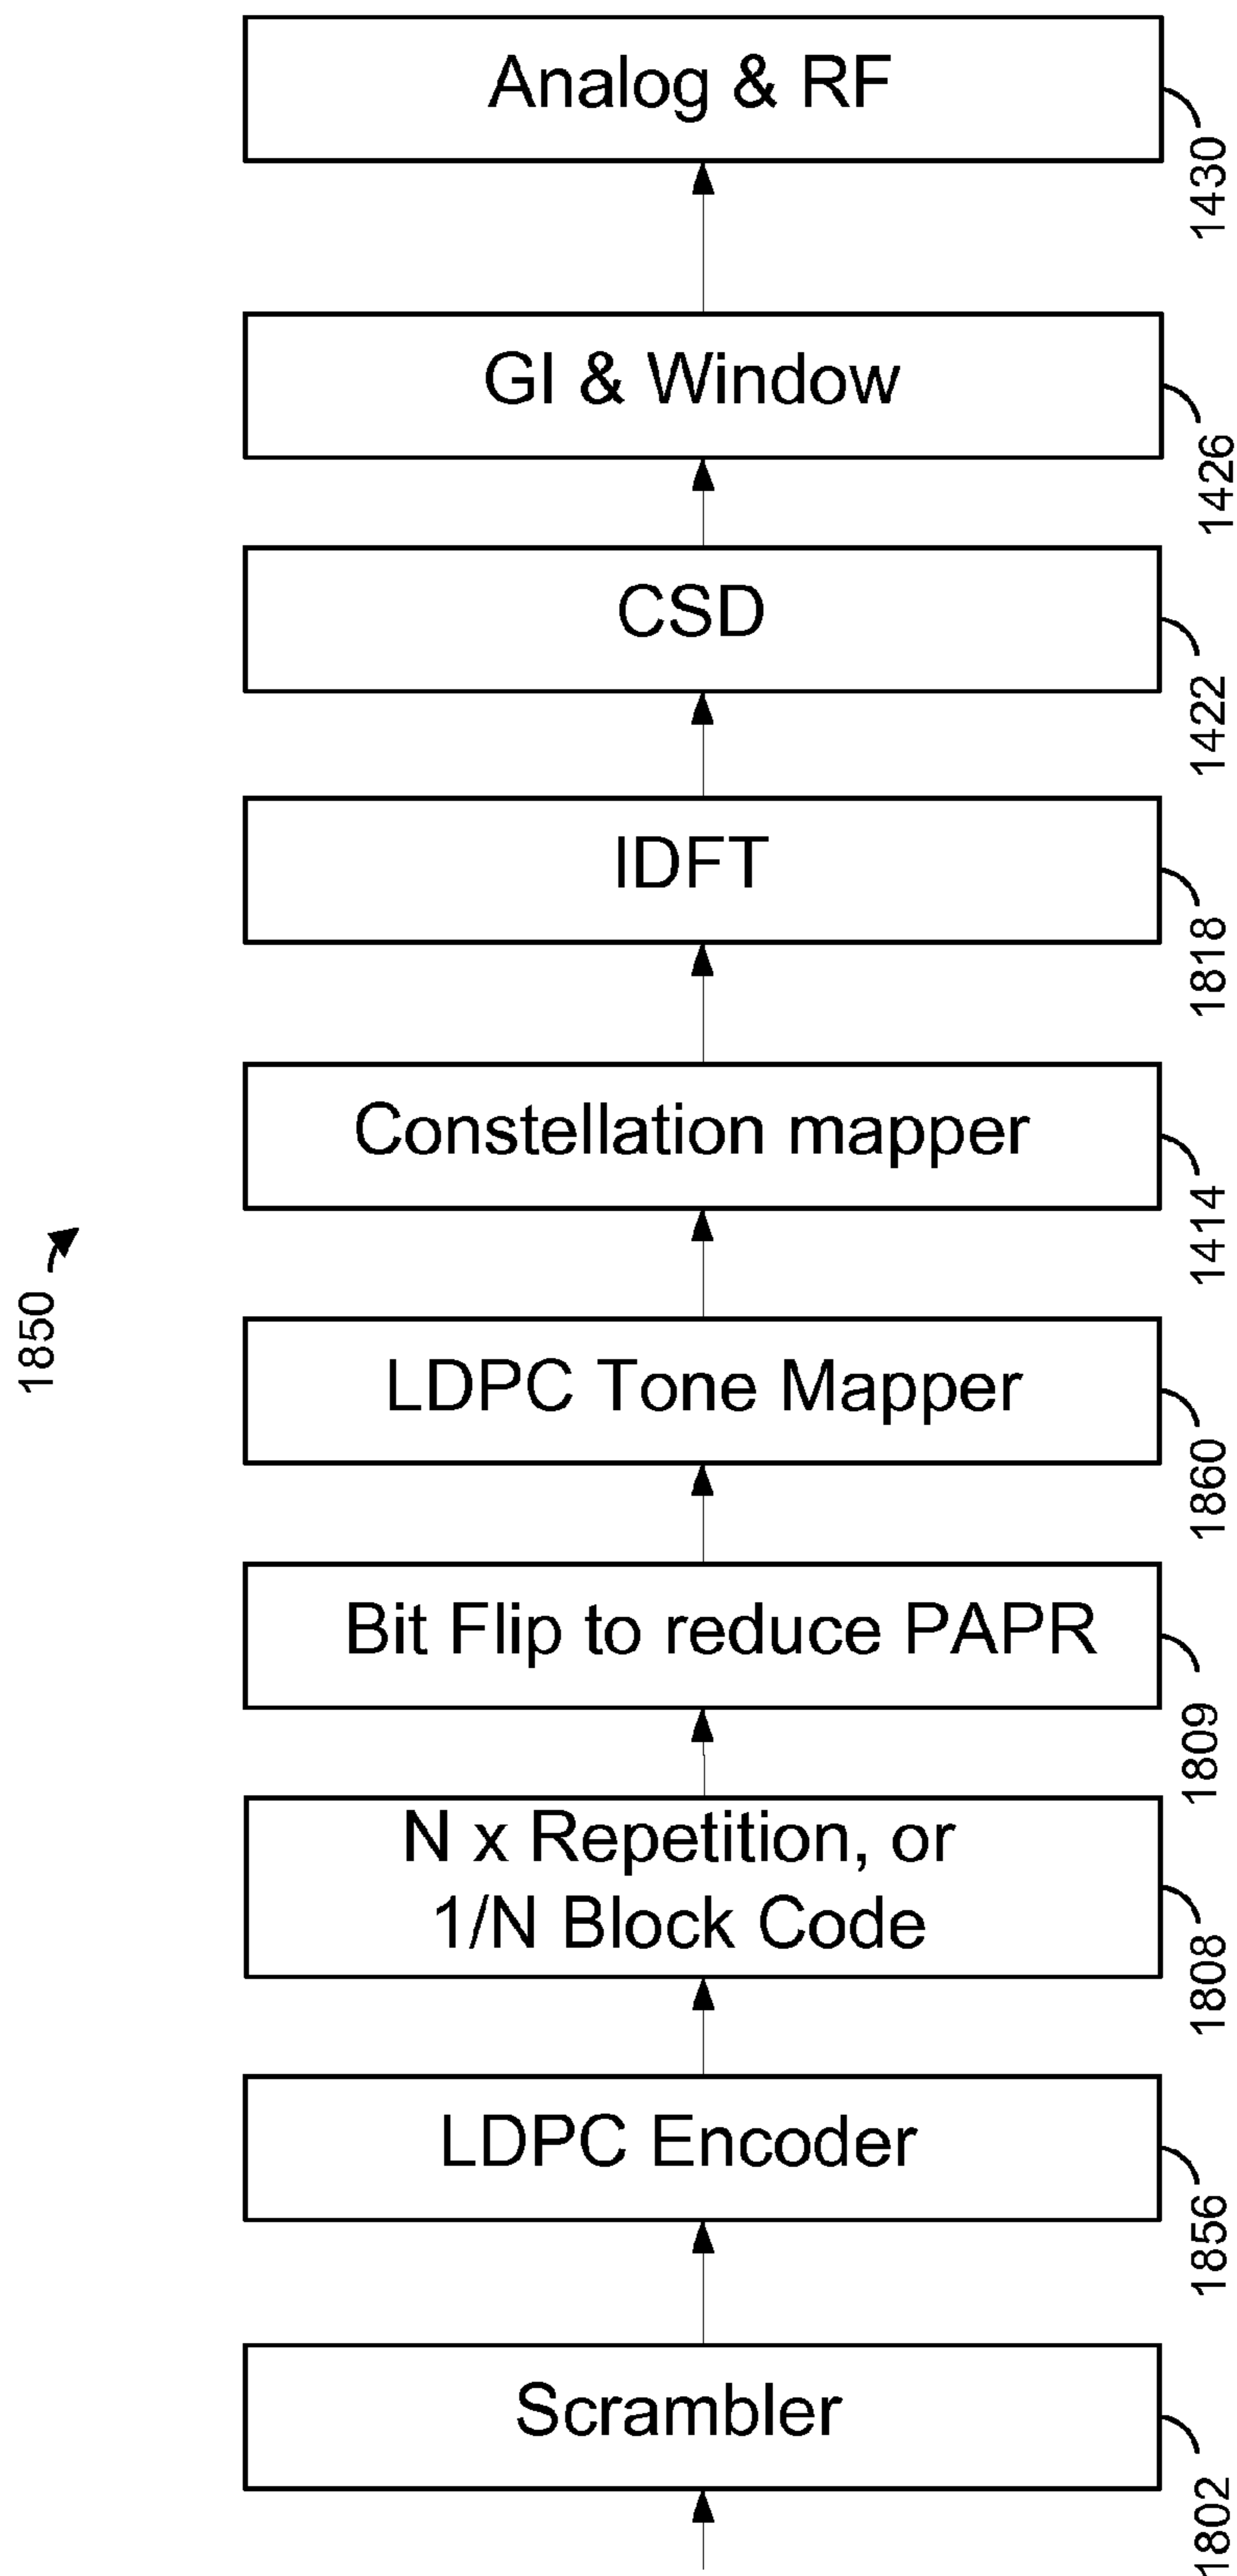 Analog & RF
1430
GI & Window
1426
CSD
1422
IDFT
1818
Constellation mapper
1414
1850
LDPC Tone Mapper
1860
Bit Flip to reduce PAPR
1809
N x Repetition, or
1/N Block Code
1808
LDPC Encoder
1856
Scrambler
1802